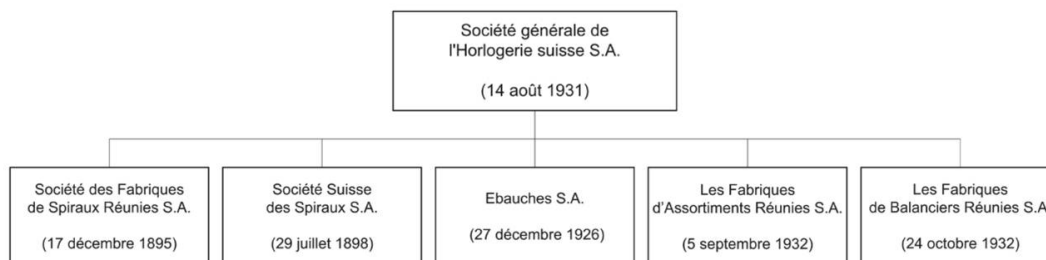 Société générale de
l'Horlogerie suisse S.A.
(14 août 1931)
Société des Fabriques
de Spiraux Réunies S.A.
(17 décembre 1895)
Société Suisse
des Spiraux S.A.
(29 juillet 1898)
Ebauches S.A.
(27 décembre 1926)
Les Fabriques
d'Assortiments Réunies S.A.
(5 septembre 1932)
Les Fabriques
de Balanciers Réunies S.A.
(24 octobre 1932)